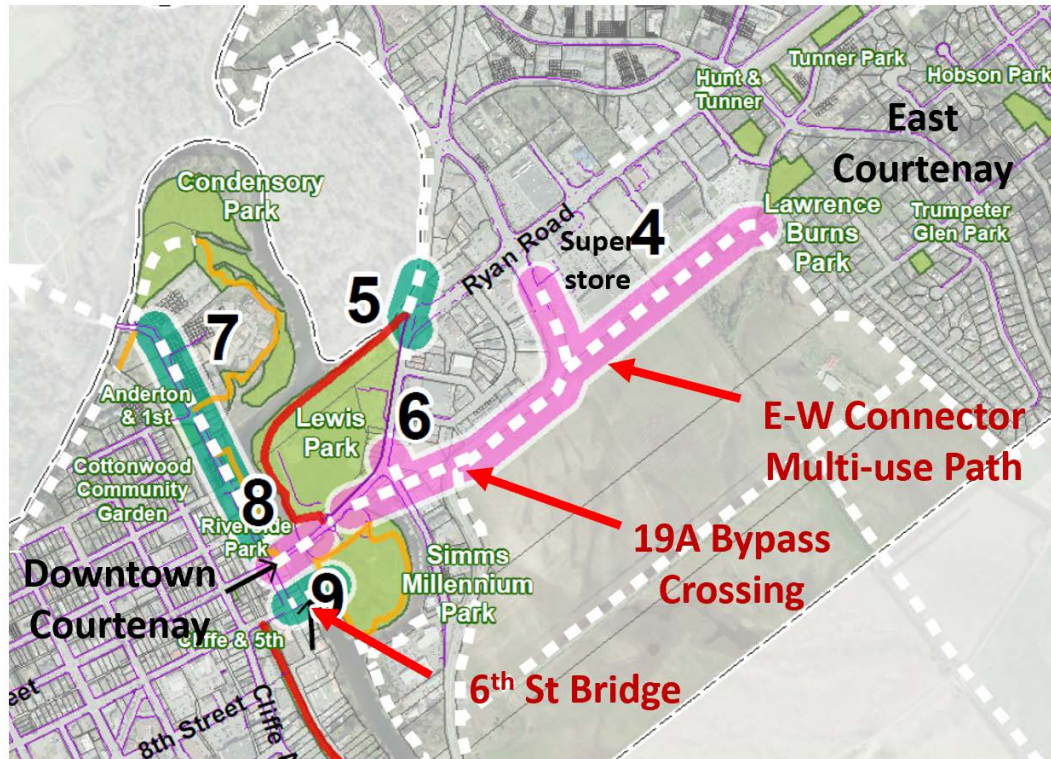 Tunner Park
Hunt &
Tunner
Hobson Park
East
Courtenay
Condensory
Park
Lawrence
Burns
Park
Trumpeter
Glen Park
Ryan Road
Super
store
4
5
7
Anderton
& 1st
Lewis
Park
6
E-W Connector
Multi-use Path
Cottonwood
Community
Garden
8
Riverside
Park
19A Bypass
Crossing
Simms
Millennium
Park
Downtown
Courtenay
9
Cliffe & 5th
6th St Bridge
8th Street
Cliffe